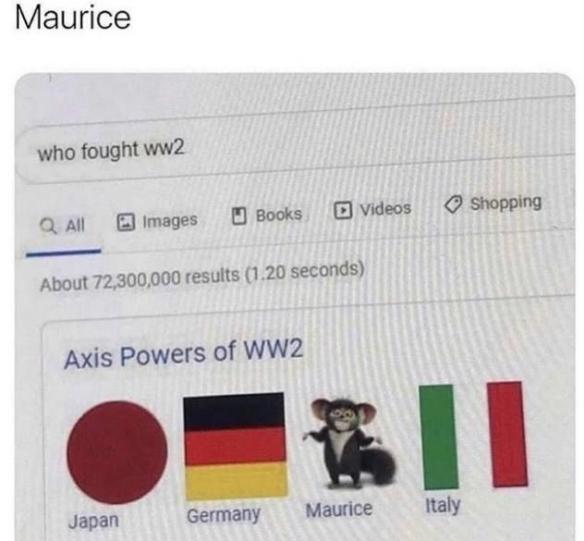 Maurice
who fought ww2
All Images Books Videos Shopping
About 72,300,000 results (1.20 seconds)
Axis Powers of WW2
Japan Germany Maurice Italy